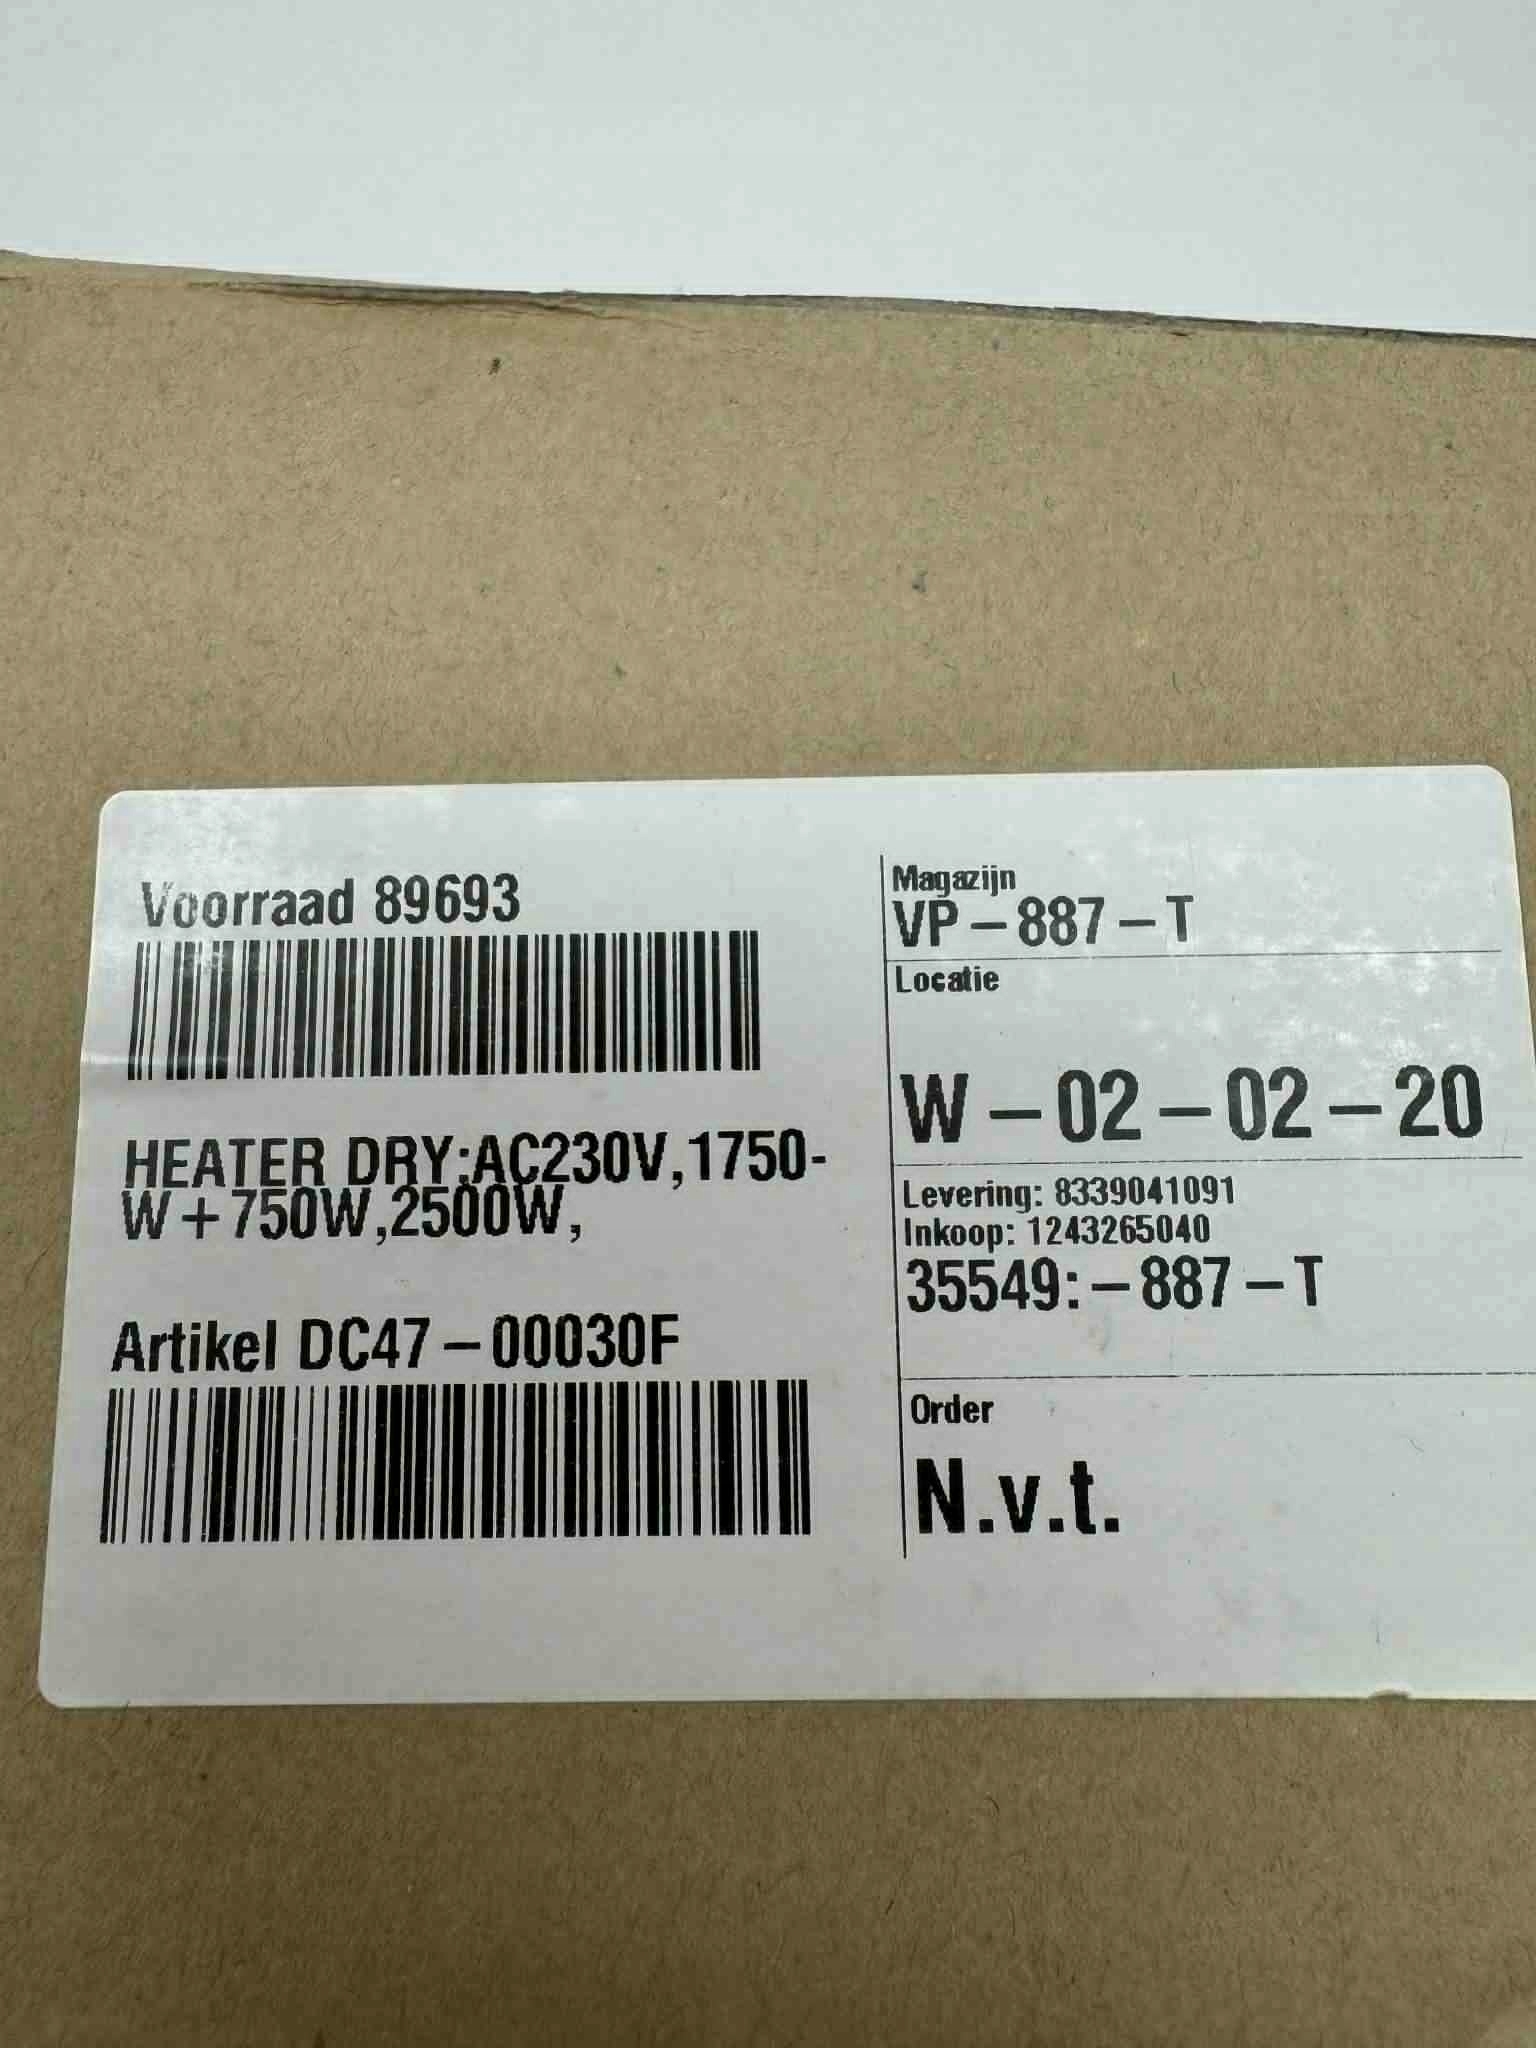 Voorraad 89693
HEATER DRY:AC230V,1750-
W+750W,2500W,
Artikel DC47-00030F
Magazijn
VP-887-T
Locatie
W-02-02-20
Levering: 8339041091
Inkoop: 1243265040
35549:-887-T
Order
N.v.t.